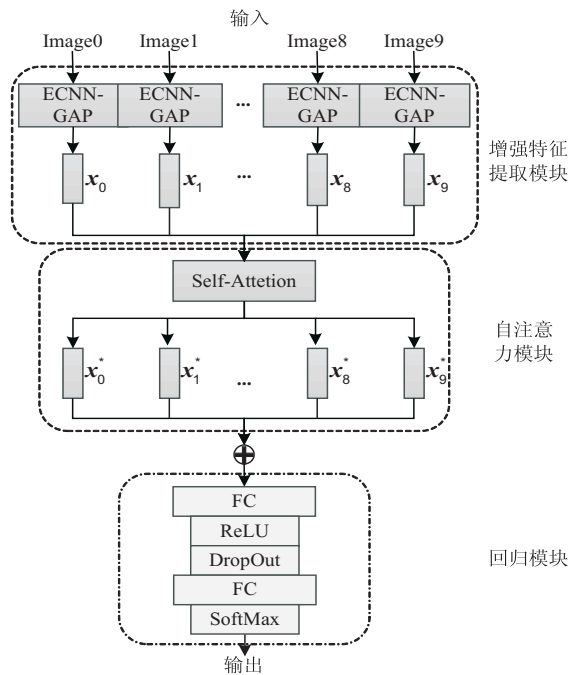 输入
Image0 Image1 Image8 Image9
ECNN-GAP ECNN-GAP ... ECNN-GAP ECNN-GAP
x0 x1 ... x8 x9
增强特征
提取模块
Self-Attetion
自注意
力模块
x0* x1* ... x8* x9*
FC
ReLU
DropOut
FC
SoftMax
回归模块
输出